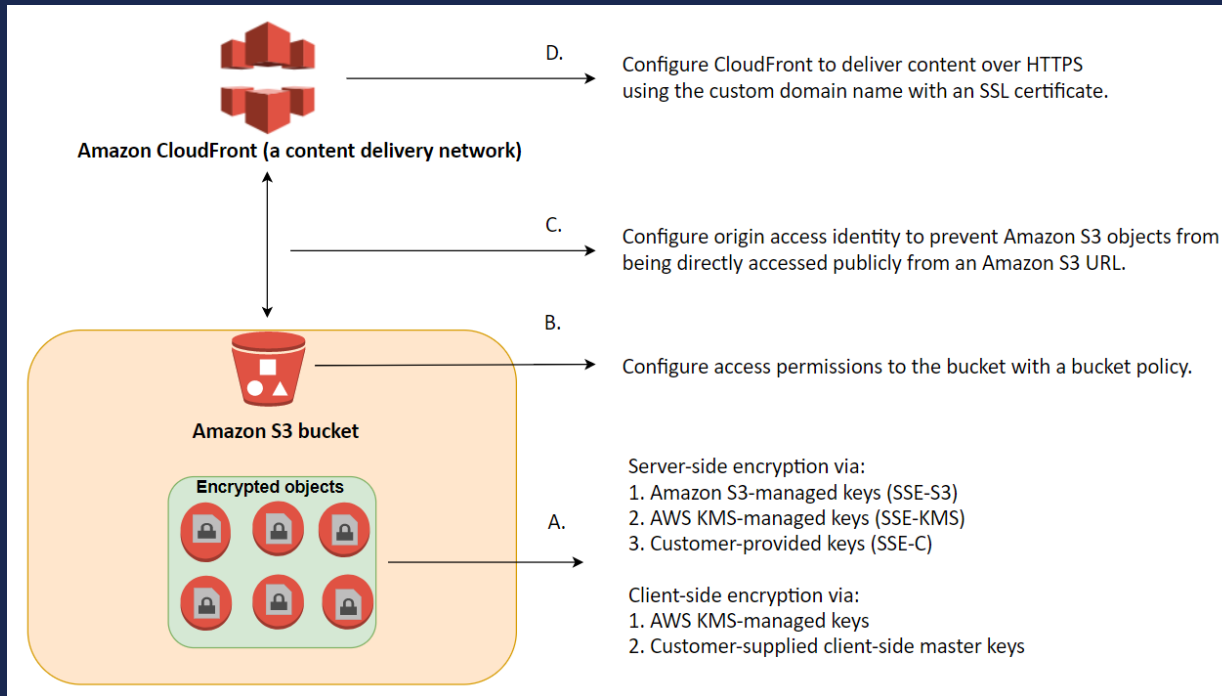 D.
Configure CloudFront to deliver content over HTTPS
using the custom domain name with an SSL certificate.
Amazon CloudFront (a content delivery network)
C.
Configure origin access identity to prevent Amazon S3 objects from
being directly accessed publicly from an Amazon S3 URL.
B.
Configure access permissions to the bucket with a bucket policy.
Amazon S3 bucket
Encrypted objects
A.
Server-side encryption via:
1. Amazon S3-managed keys (SSE-S3)
2. AWS KMS-managed keys (SSE-KMS)
3. Customer-provided keys (SSE-C)
Client-side encryption via:
1. AWS KMS-managed keys
2. Customer-supplied client-side master keys